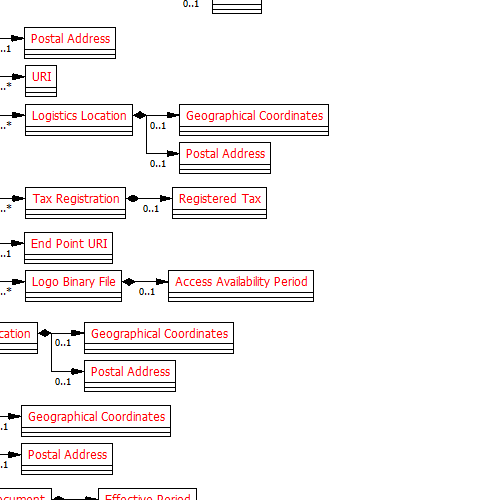 0..1
Postal Address
..1
URI
..*
Logistics Location
Geographical Coordinates
..*
0..1
Postal Address
0..1
Tax Registration
Registered Tax
..*
0..1
End Point URI
..1
Logo Binary File
Access Availability Period
..*
0..1
cation
Geographical Coordinates
0..1
Postal Address
0..1
Geographical Coordinates
.1
Postal Address
.1
ocument
Effective Period